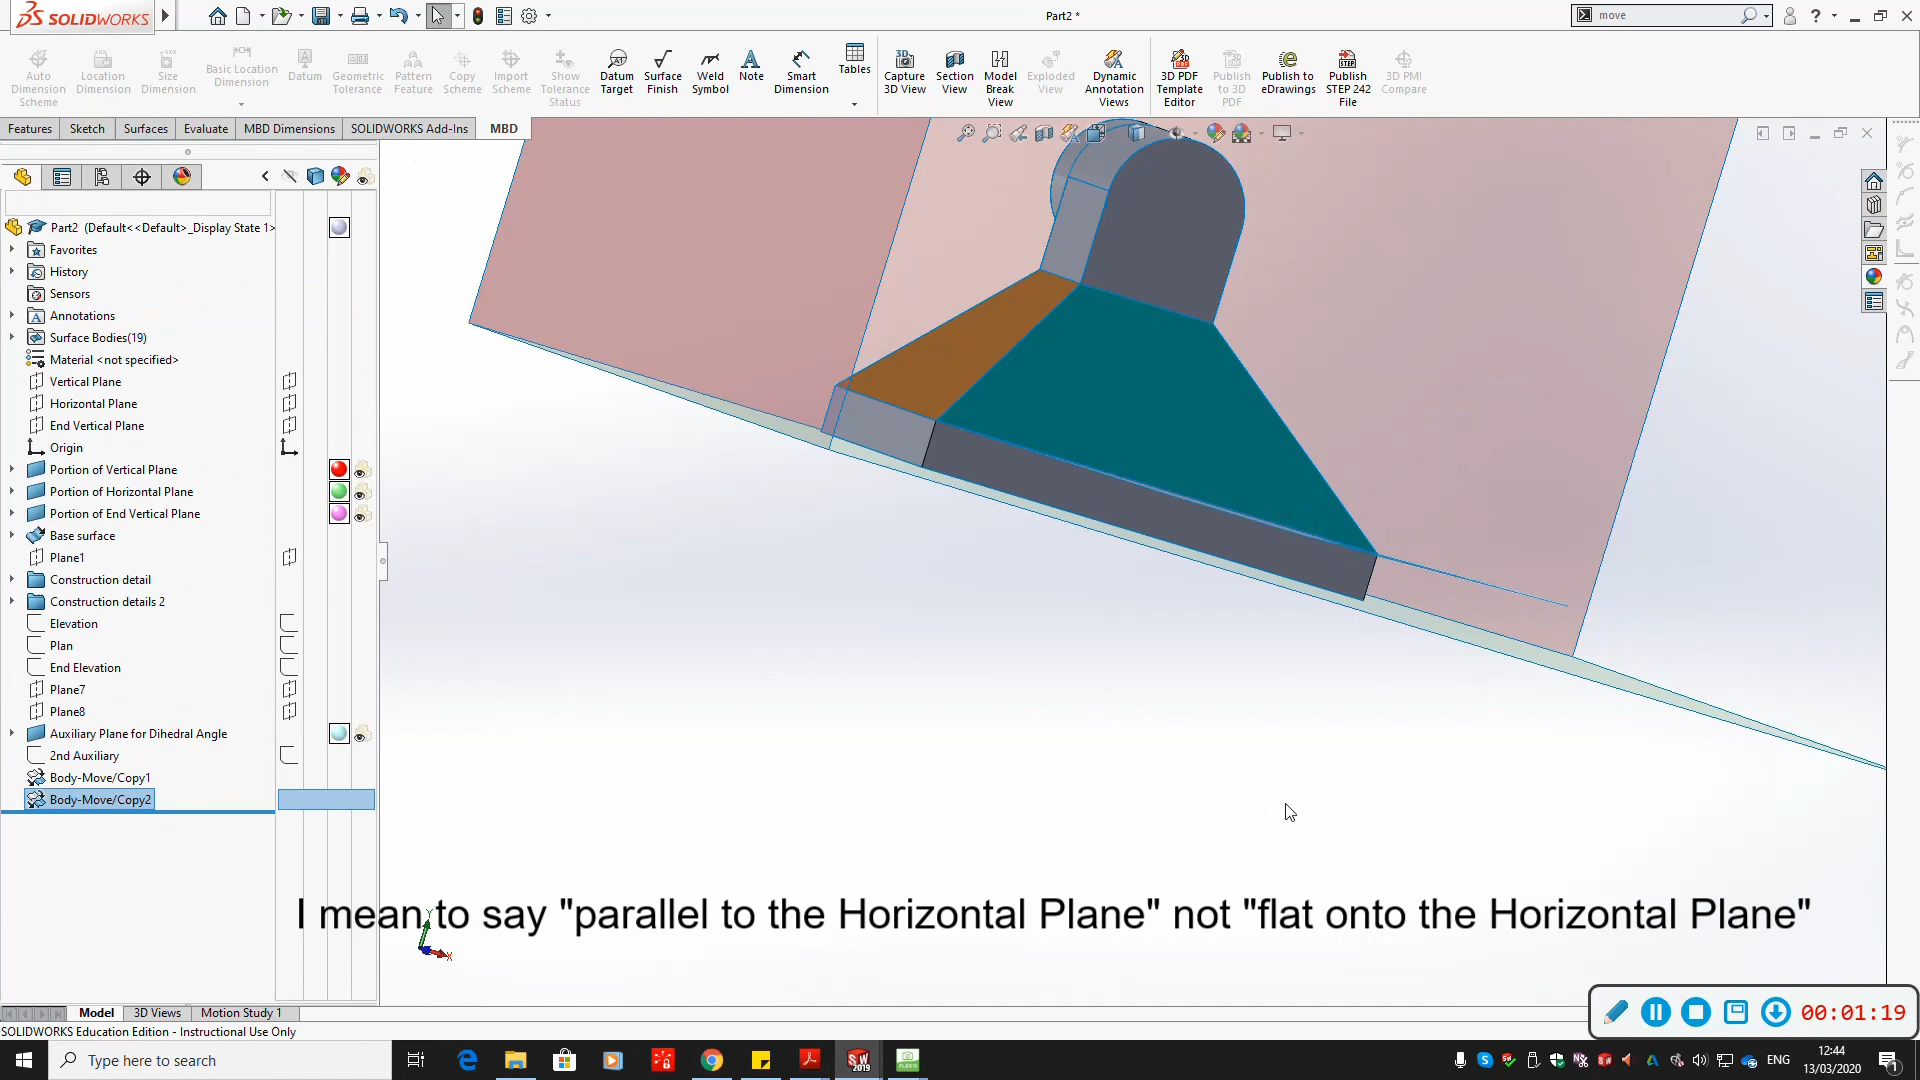 SOLIDWORKS
Part2 *
move
Auto Dimension Scheme
Location Dimension
Size Dimension
Basic Location Dimension
Datum
Geometric Tolerance
Pattern Feature
Copy Scheme
Import Scheme
Show Tolerance Status
Datum Target
Surface Finish
Weld Symbol
Note
Smart Dimension
Tables
Capture 3D View
Section View
Model Break View
Exploded View
Dynamic Annotation Views
3D PDF Template Editor
Publish to 3D PDF
Publish to eDrawings
Publish STEP 242 File
3D PMI Compare
Features
Sketch
Surfaces
Evaluate
MBD Dimensions
SOLIDWORKS Add-Ins
MBD
Part2 (Default<<Default>_Display State 1>
Favorites
History
Sensors
Annotations
Surface Bodies(19)
Material <not specified>
Vertical Plane
Horizontal Plane
End Vertical Plane
Origin
Portion of Vertical Plane
Portion of Horizontal Plane
Portion of End Vertical Plane
Base surface
Plane1
Construction detail
Construction details 2
Elevation
Plan
End Elevation
Plane7
Plane8
Auxiliary Plane for Dihedral Angle
2nd Auxiliary
Body-Move/Copy1
Body-Move/Copy2
I mean to say "parallel to the Horizontal Plane" not "flat onto the Horizontal Plane"
Y
X
Model
3D Views
Motion Study 1
00:01:19
SOLIDWORKS Education Edition - Instructional Use Only
Type here to search
SW 2019
ENG
12:44
13/03/2020
1